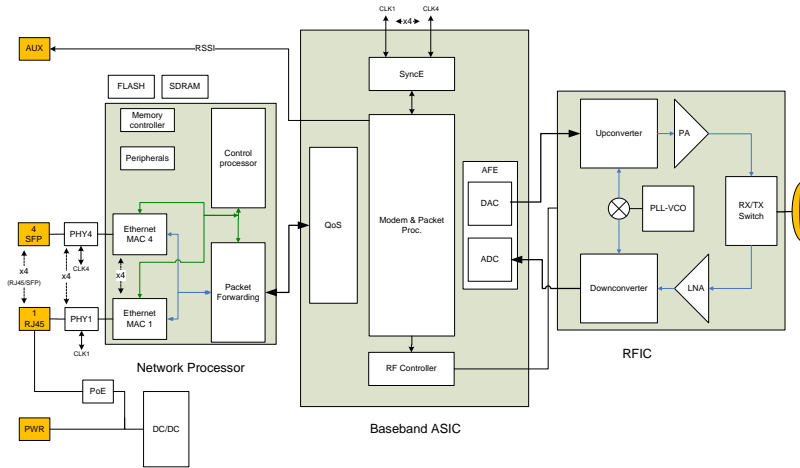 CLK1
CLK4
x4
AUX
RSSI
SyncE
FLASH
SDRAM
Memory
controller
Control
processor
Peripherals
Modem & Packet
Proc.
QoS
AFE
DAC
ADC
Upconverter
PA
PLL-VCO
RX/TX
Switch
Downconverter
LNA
4
SFP
PHY4
Ethernet
MAC 4
CLK4
x4
(RJ45/SFP)
x4
x4
Packet
Forwarding
1
RJ45
PHY1
Ethernet
MAC 1
CLK1
RF Controller
Network Processor
RFIC
PoE
PWR
DC/DC
Baseband ASIC